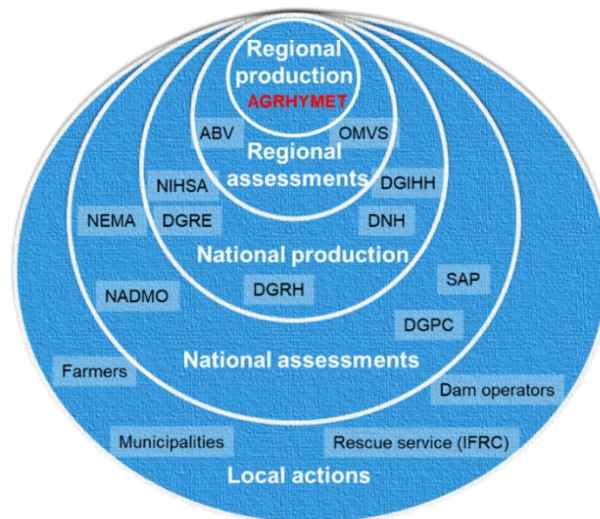 Regional
production
AGRHYMET
ABV
OMVS
Regional
assessments
NIHSA
DGIHH
NEMA
DGRE
DNH
National production
SAP
NADMO
DGRH
DGPC
National assessments
Farmers
Dam operators
Municipalities
Rescue service (IFRC)
Local actions